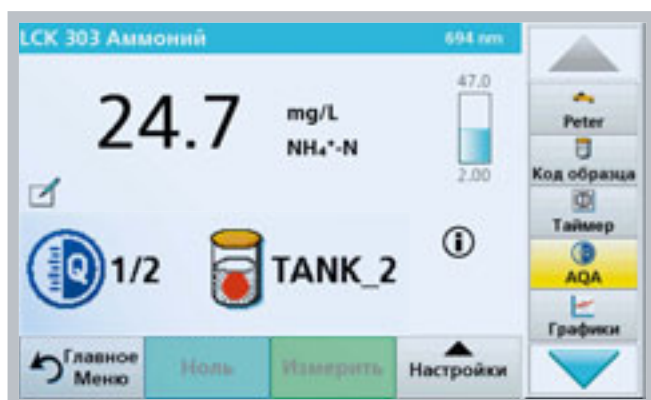 LCK 303 Аммоний
694 nm
24.7
mg/L
NH₄⁺-N
47.0
2.00
1/2
TANK_2
Peter
Код образца
Таймер
AQA
Графики
Главное
Меню
Ноль
Измерить
Настройки